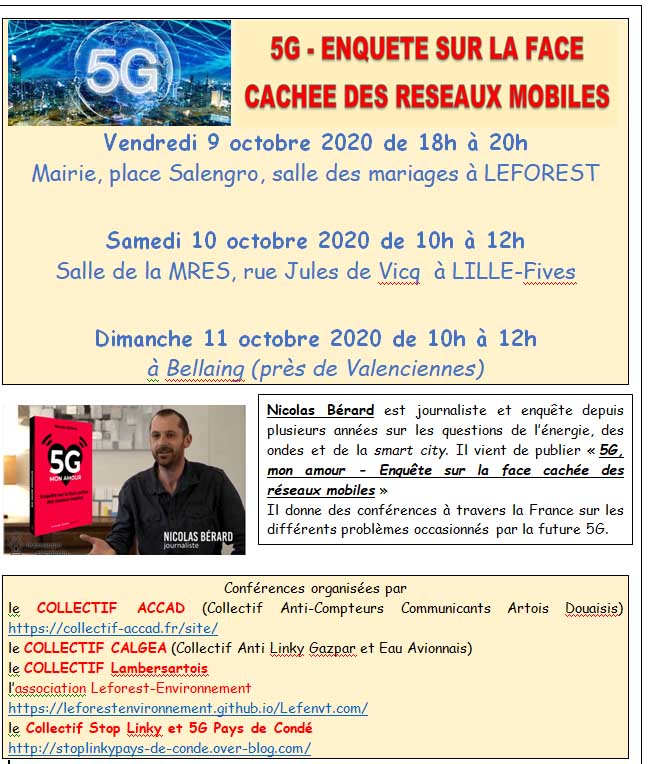 5G
5G - ENQUETE SUR LA FACE
CACHEE DES RESEAUX MOBILES
Vendredi 9 octobre 2020 de 18h à 20h
Mairie, place Salengro, salle des mariages à LEFOREST
Samedi 10 octobre 2020 de 10h à 12h
Salle de la MRES, rue Jules de Vicq à LILLE-Fives
Dimanche 11 octobre 2020 de 10h à 12h
à Bellaing (près de Valenciennes)
5G
MON AMOUR
NICOLAS BÉRARD
journaliste
Nicolas Bérard est journaliste et enquête depuis
plusieurs années sur les questions de l'énergie, des
ondes et de la smart city. Il vient de publier « 5G,
mon amour - Enquête sur la face cachée des
réseaux mobiles »
Il donne des conférences à travers la France sur les
différents problèmes occasionnés par la future 5G.
Conférences organisées par
le COLLECTIF ACCAD (Collectif Anti-Compteurs Communicants Artois Douaisis)
https://collectif-accad.fr/site/
le COLLECTIF CALGEA (Collectif Anti Linky Gazpar et Eau Avionnais)
le COLLECTIF Lambersartois
l'association Leforest-Environnement
https://leforestenvironnement.github.io/Lefenvt.com/
le Collectif Stop Linky et 5G Pays de Condé
http://stoplinkypays-de-conde.over-blog.com/